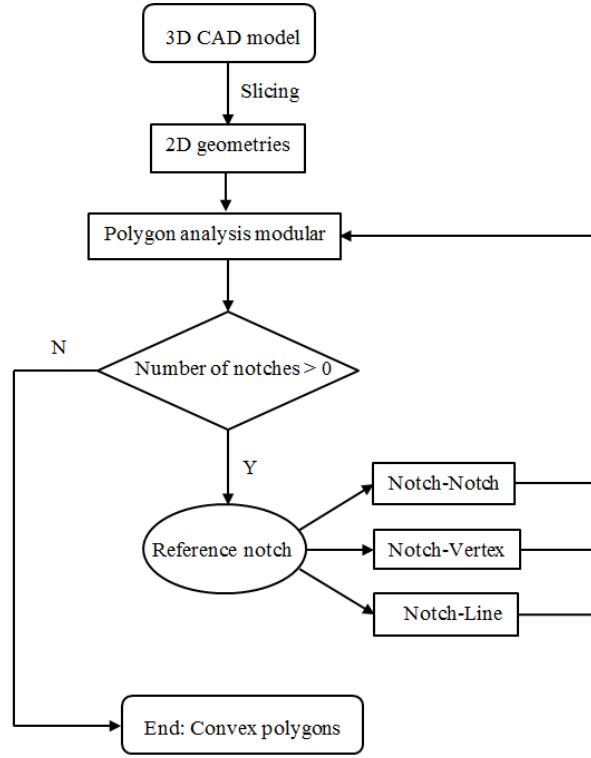 3D CAD model
Slicing
2D geometries
Polygon analysis modular
N
Number of notches > 0
Y
Notch-Notch
Reference notch
Notch-Vertex
Notch-Line
End: Convex polygons